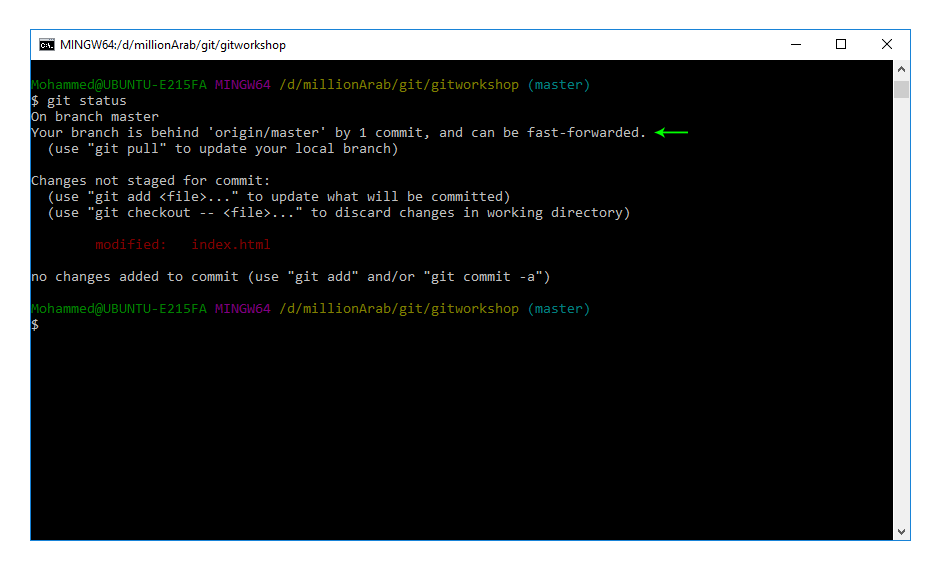 MINGW64:/d/millionArab/git/gitworkshop
Mohammed@UBUNTU-E215FA MINGW64 /d/millionArab/git/gitworkshop (master)
$ git status
On branch master
Your branch is behind 'origin/master' by 1 commit, and can be fast-forwarded.
  (use "git pull" to update your local branch)
Changes not staged for commit:
  (use "git add <file>..." to update what will be committed)
  (use "git checkout -- <file>..." to discard changes in working directory)
        modified:   index.html
no changes added to commit (use "git add" and/or "git commit -a")
Mohammed@UBUNTU-E215FA MINGW64 /d/millionArab/git/gitworkshop (master)
$